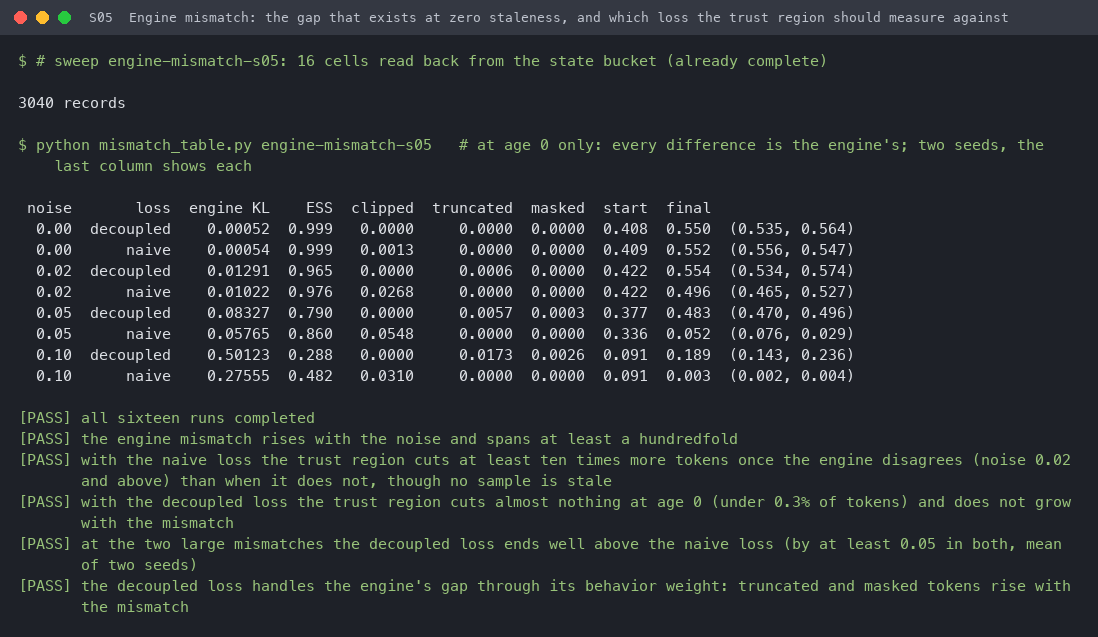 S05  Engine mismatch: the gap that exists at zero staleness, and which loss the trust region should measure against
$ # sweep engine-mismatch-s05: 16 cells read back from the state bucket (already complete)
3040 records
$ python mismatch_table.py engine-mismatch-s05   # at age 0 only: every difference is the engine's; two seeds, the
last column shows each
noise       loss  engine KL    ESS  clipped  truncated  masked  start  final
0.00  decoupled    0.00052  0.999   0.0000     0.0000  0.0000  0.408  0.550  (0.535, 0.564)
0.00      naive    0.00054  0.999   0.0013     0.0000  0.0000  0.409  0.552  (0.556, 0.547)
0.02  decoupled    0.01291  0.965   0.0000     0.0006  0.0000  0.422  0.554  (0.534, 0.574)
0.02      naive    0.01022  0.976   0.0268     0.0000  0.0000  0.422  0.496  (0.465, 0.527)
0.05  decoupled    0.08327  0.790   0.0000     0.0057  0.0003  0.377  0.483  (0.470, 0.496)
0.05      naive    0.05765  0.860   0.0548     0.0000  0.0000  0.336  0.052  (0.076, 0.029)
0.10  decoupled    0.50123  0.288   0.0000     0.0173  0.0026  0.091  0.189  (0.143, 0.236)
0.10      naive    0.27555  0.482   0.0310     0.0000  0.0000  0.091  0.003  (0.002, 0.004)
[PASS] all sixteen runs completed
[PASS] the engine mismatch rises with the noise and spans at least a hundredfold
[PASS] with the naive loss the trust region cuts at least ten times more tokens once the engine disagrees (noise 0.02
and above) than when it does not, though no sample is stale
[PASS] with the decoupled loss the trust region cuts almost nothing at age 0 (under 0.3% of tokens) and does not grow
with the mismatch
[PASS] at the two large mismatches the decoupled loss ends well above the naive loss (by at least 0.05 in both, mean
of two seeds)
[PASS] the decoupled loss handles the engine's gap through its behavior weight: truncated and masked tokens rise with
the mismatch